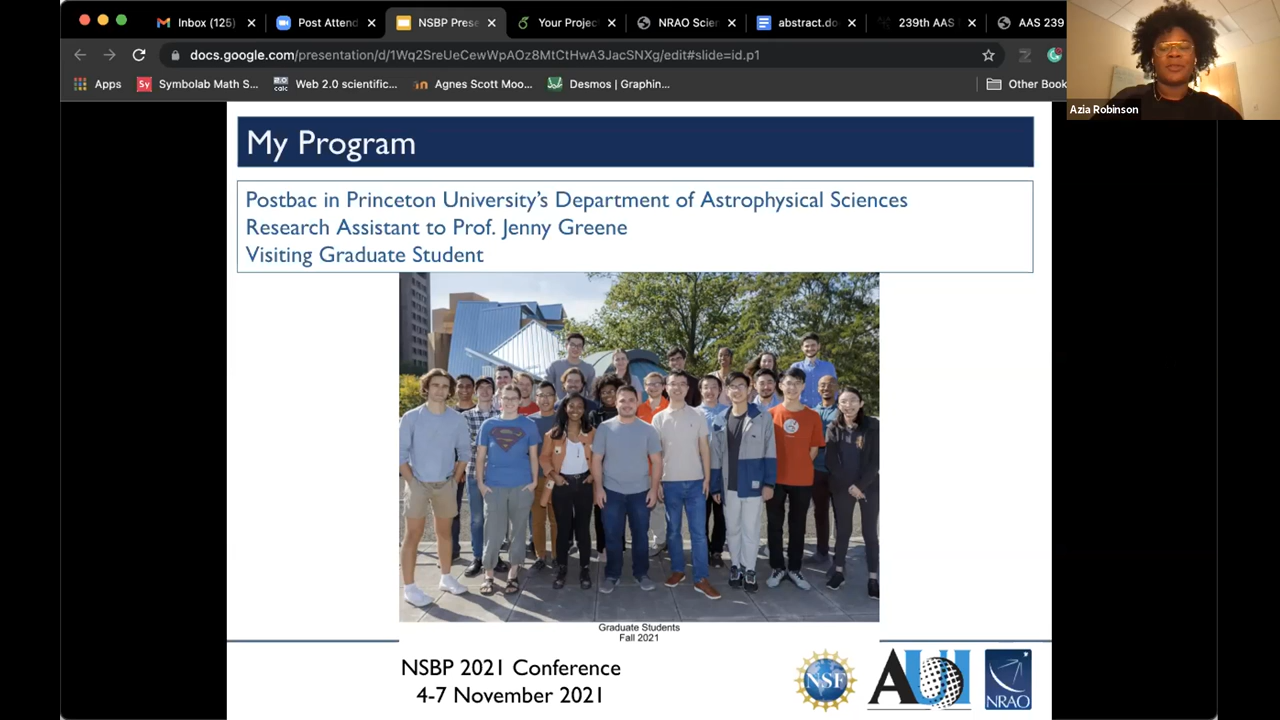 Inbox (125)
Post Attend
NSBP Prese
Your Projec
NRAO Scien
abstract.do
239th AAS
AAS 239
docs.google.com/presentation/d/1Wq2SreUeCewWpAOz8MtCtHwA3JacSNXg/edit#slide=id.p1
Apps
Sy
Symbolab Math S...
Web 2.0 scientific...
Agnes Scott Moo...
Desmos | Graphin...
Other Book
Azia Robinson
My Program
Postbac in Princeton University's Department of Astrophysical Sciences
Research Assistant to Prof. Jenny Greene
Visiting Graduate Student
Graduate Students
Fall 2021
NSBP 2021 Conference
4-7 November 2021
NSF
AUI
NRAO